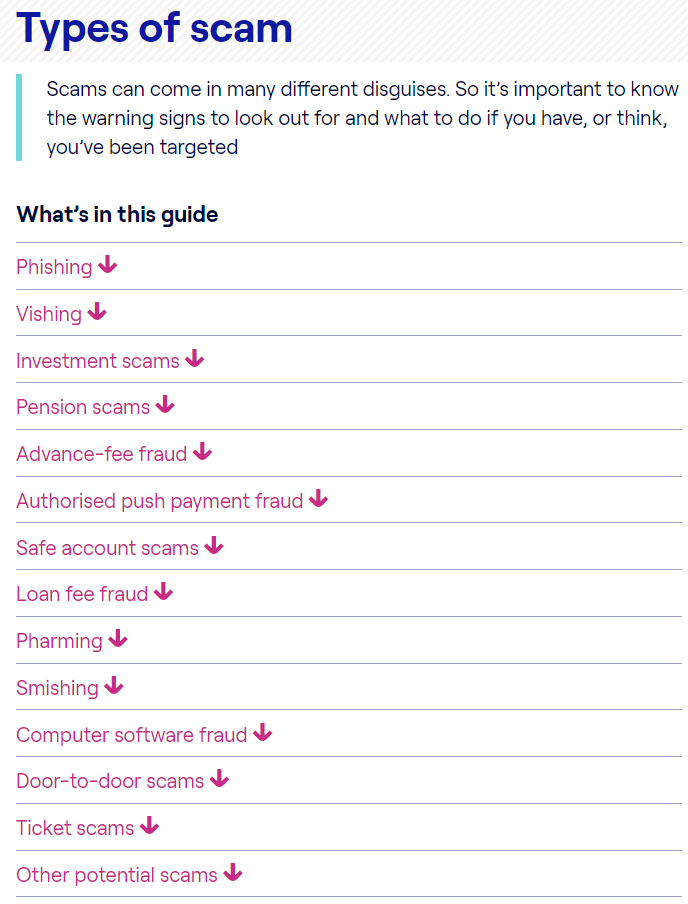 Types of scam
Scams can come in many different disguises. So it's important to know
the warning signs to look out for and what to do if you have, or think,
you've been targeted
What's in this guide
Phishing
Vishing
Investment scams
Pension scams
Advance-fee fraud
Authorised push payment fraud
Safe account scams
Loan fee fraud
Pharming
Smishing
Computer software fraud
Door-to-door scams
Ticket scams
Other potential scams